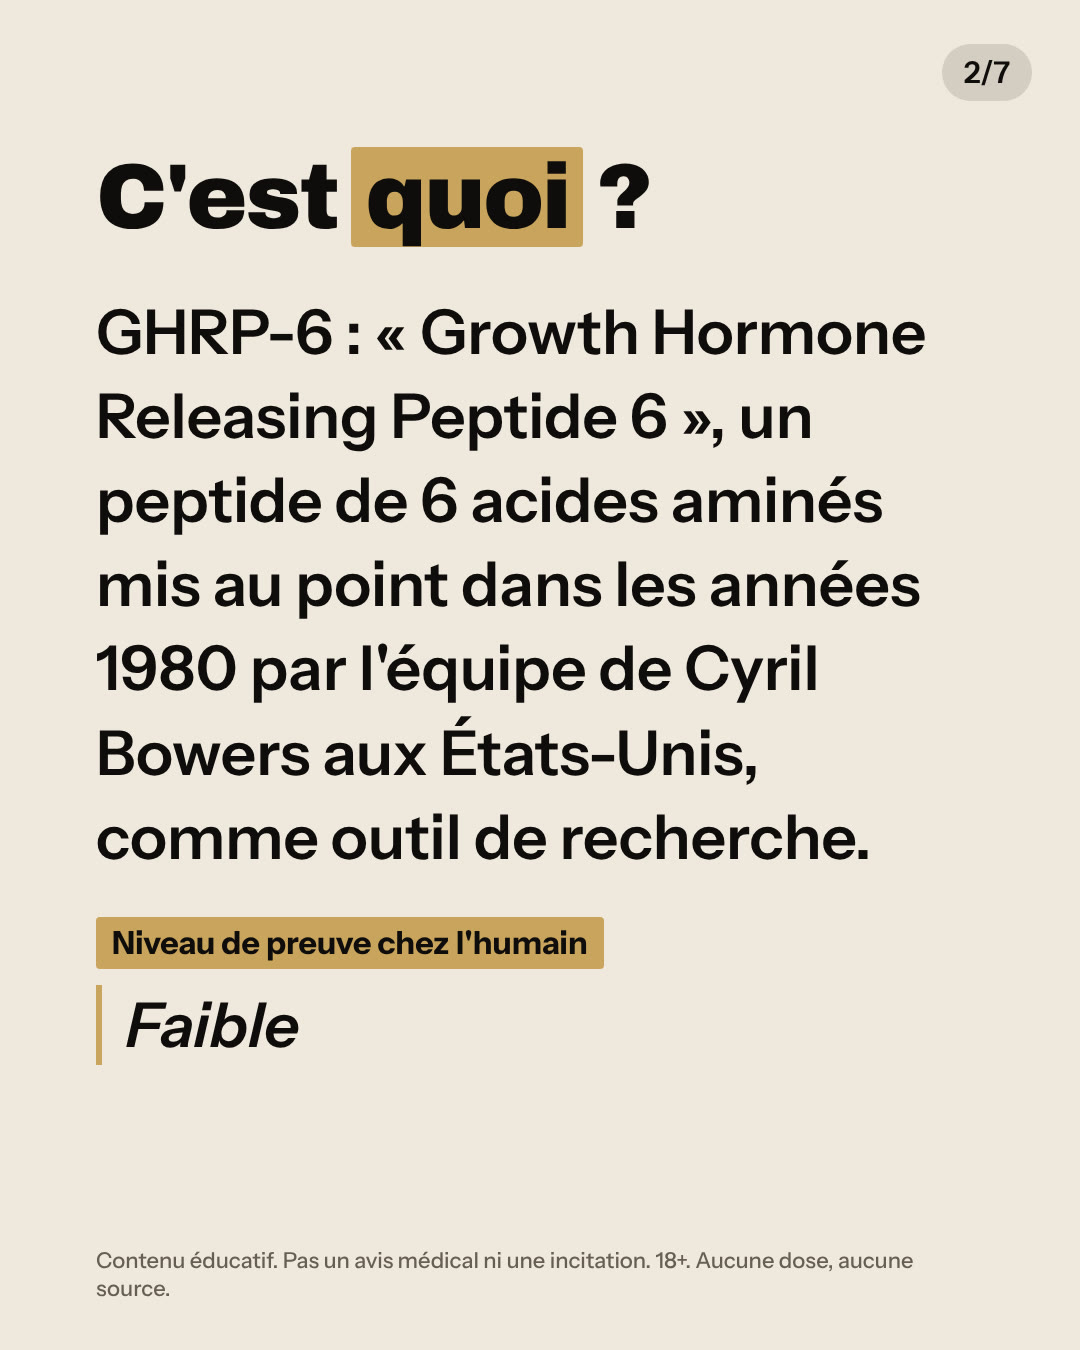 2/7
C'est quoi ?
GHRP-6 : « Growth Hormone
Releasing Peptide 6 », un
peptide de 6 acides aminés
mis au point dans les années
1980 par l'équipe de Cyril
Bowers aux États-Unis,
comme outil de recherche.
Niveau de preuve chez l'humain
Faible
Contenu éducatif. Pas un avis médical ni une incitation. 18+. Aucune dose, aucune
source.